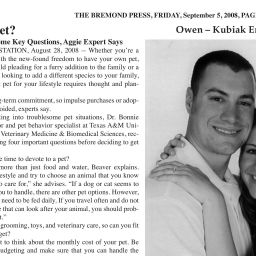 THE BREMOND PRESS, FRIDAY, September 5, 2008, PAG
et?
Owen – Kubiak En
me Key Questions, Aggie Expert Says
STATION, August 28, 2008 – Whether you're a
with the new-found freedom to have your own pet,
ld pleading for a furry addition to the family or a
looking to add a different species to your family,
pet for your lifestyle requires thought and plan-
g-term commitment, so impulse purchases or adop-
oided, experts say.
ting into troublesome pet situations, Dr. Bonnie
or and pet behavior specialist at Texas A&M Uni-
Veterinary Medicine & Biomedical Sciences, rec-
ng four important questions before deciding to get
e time to devote to a pet?
more than just food and water, Beaver explains.
estyle and try to choose an animal that you know
o care for," she advises. "If a dog or cat seems to
ou to handle, there are other pet options. However,
need to be fed daily. If you travel often and do not
e that can look after your animal, you should prob-
t."
grooming, toys, and veterinary care, so can you fit
get?
t to think about the monthly cost of your pet. Be
udgeting and make sure that you can handle the